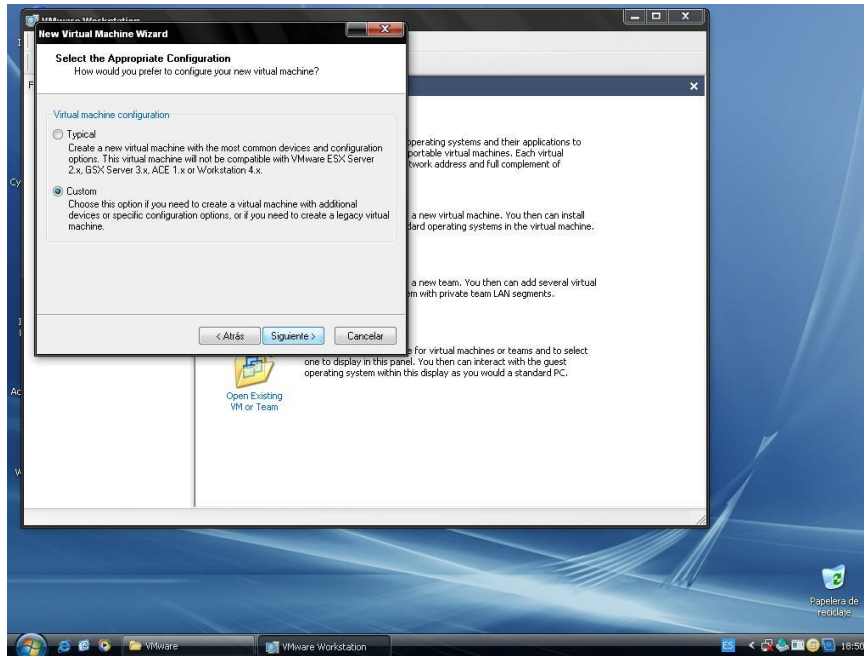 VMware Workstation
New Virtual Machine Wizard
Select the Appropriate Configuration
How would you prefer to configure your new virtual machine?
Virtual machine configuration
Typical
Create a new virtual machine with the most common devices and configuration
options. This virtual machine will not be compatible with VMware ESX Server
2.x, GSX Server 3.x, ACE 1.x or Workstation 4.x.
Custom
Choose this option if you need to create a virtual machine with additional
devices or specific configuration options, or if you need to create a legacy virtual
machine.
< Atrás
Siguiente >
Cancelar
operating systems and their applications to
portable virtual machines. Each virtual
twork address and full complement of
a new virtual machine. You then can install
dard operating systems in the virtual machine.
a new team. You then can add several virtual
em with private team LAN segments.
e for virtual machines or teams and to select
one to display in this panel. You then can interact with the guest
operating system within this display as you would a standard PC.
Open Existing
VM or Team
Cy
Ac
Papelera de
reciclaje
VMware
VMware Workstation
ES
18:50